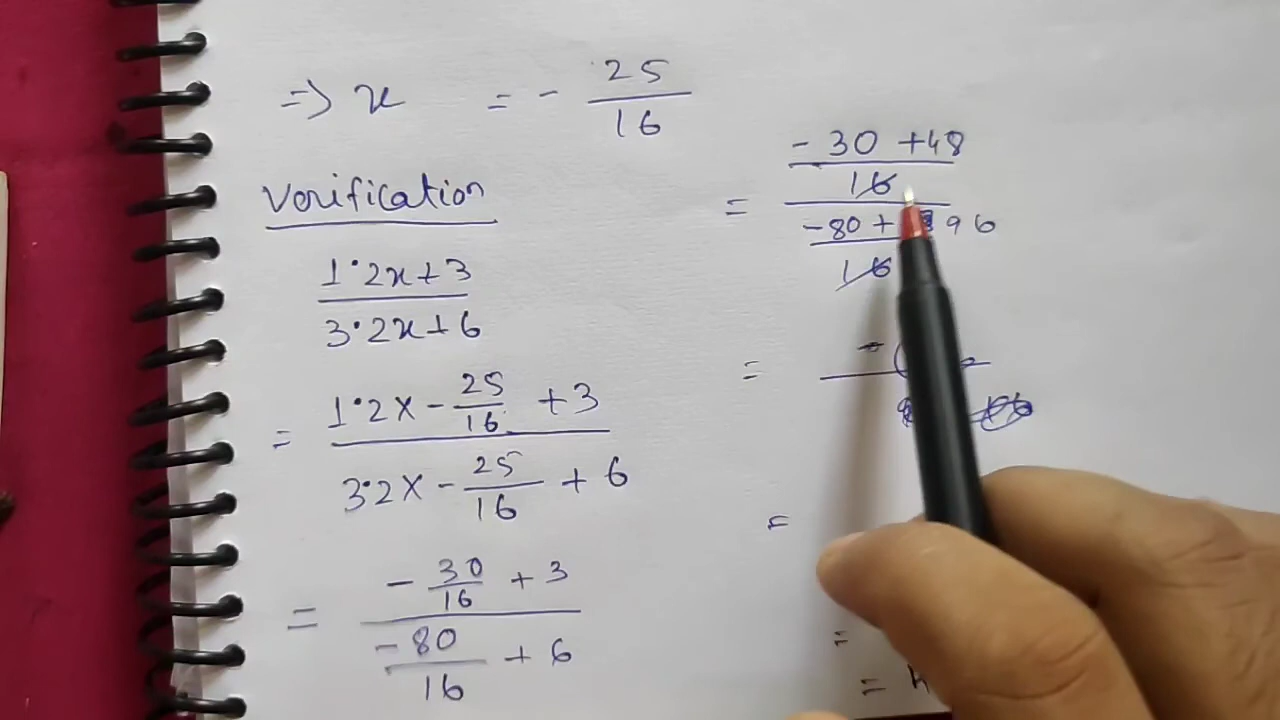 => x = - 25/16
Verification
1.2x+3
3.2x+6
= 1.2x - 25/16 + 3
3.2x - 25/16 + 6
= - 30/16 + 3
-80/16 + 6
= - 30 + 48
16
-80 + 96
16
=
=
=
=